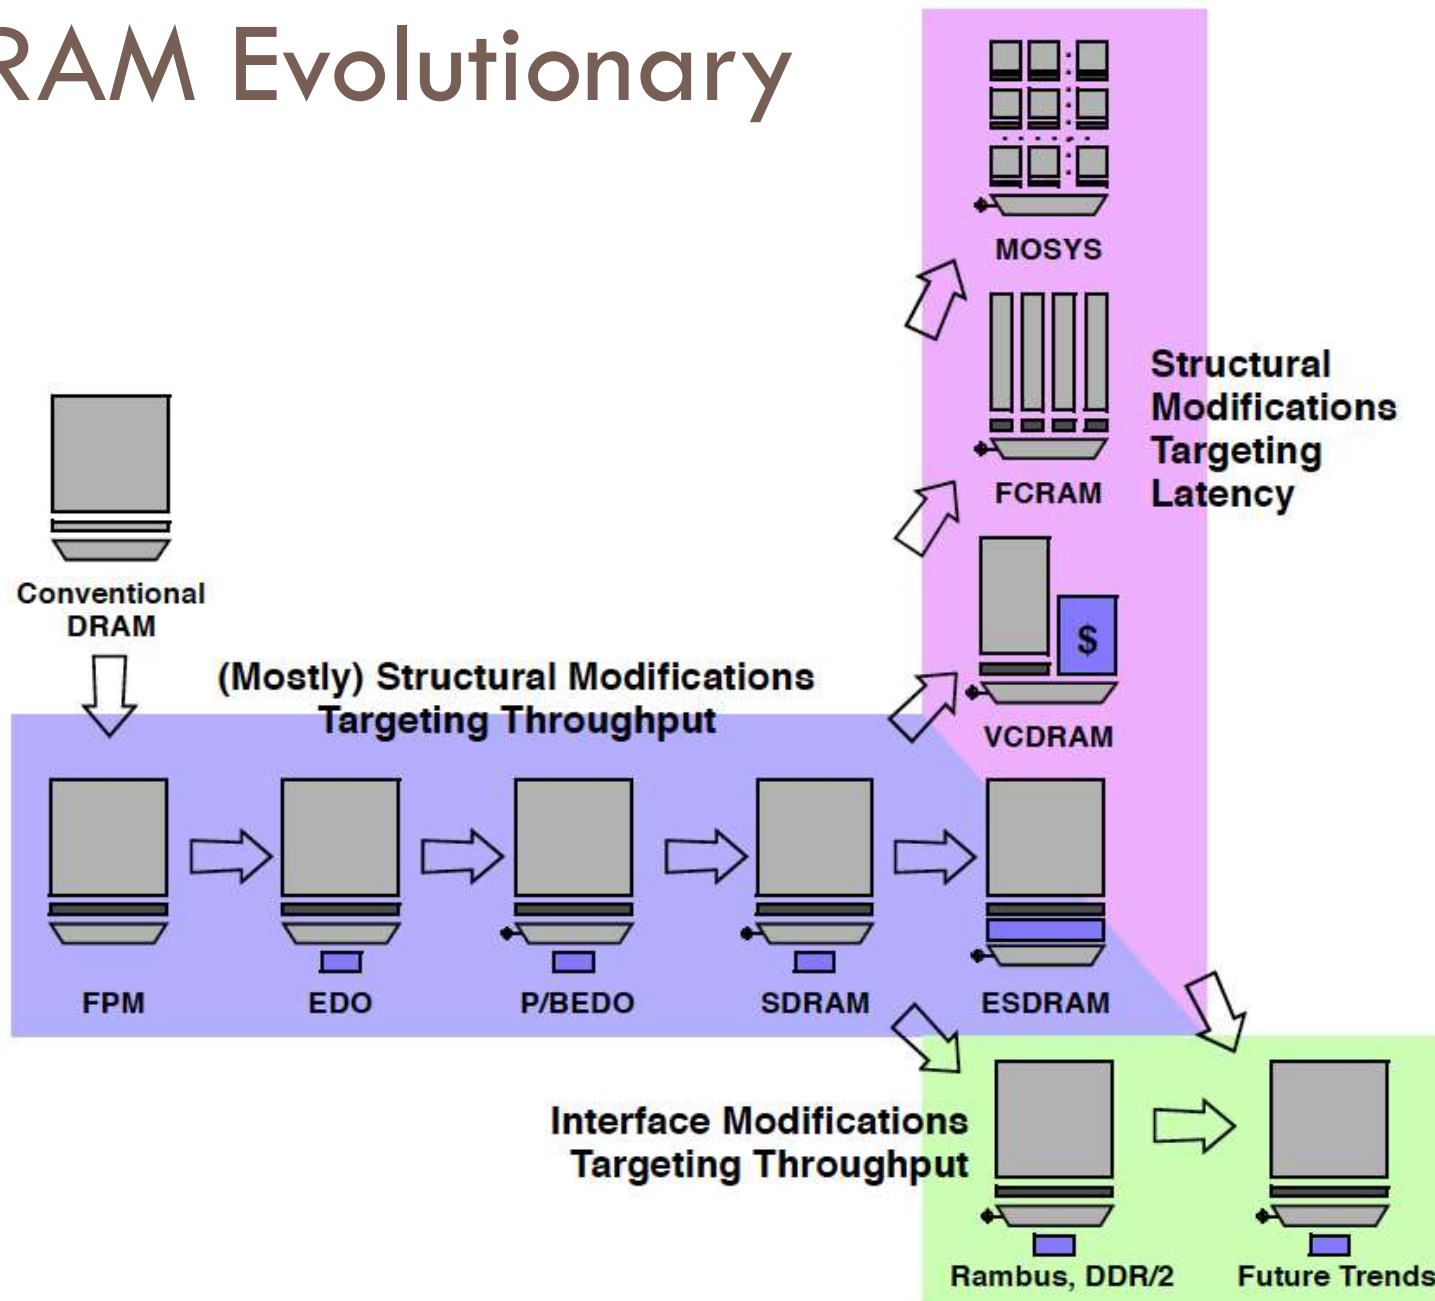 RAM Evolutionary
MOSYS
Structural
Modifications
Targeting
Latency
FCRAM
$
VCDRAM
Conventional
DRAM
(Mostly) Structural Modifications
Targeting Throughput
FPM
EDO
P/BEDO
SDRAM
ESDRAM
Interface Modifications
Targeting Throughput
Rambus, DDR/2
Future Trends